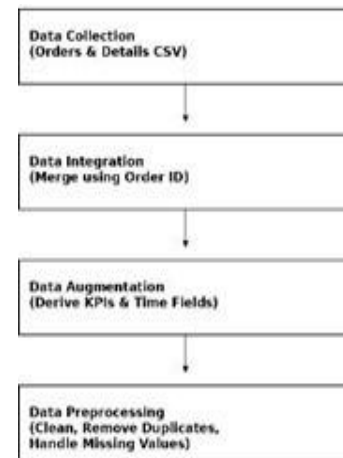 Data Collection
(Orders & Details CSV)
Data Integration
(Merge using Order ID)
Data Augmentation
(Derive KPIs & Time Fields)
Data Preprocessing
(Clean, Remove Duplicates,
Handle Missing Values)